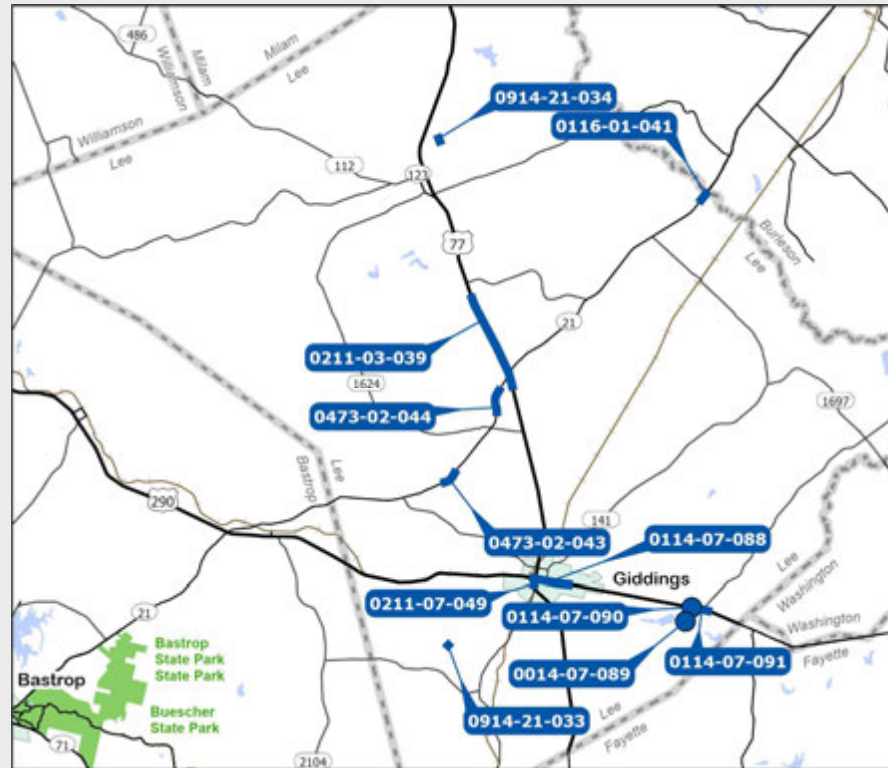 486
Milam
Williamson
Milam
Lee
0914-21-034
0116-01-041
Williamson
Lee
112
123
77
Burleson
Lee
21
0211-03-039
1624
0473-02-044
1697
Lee
Bastrop
290
0473-02-043
141
0114-07-088
Giddings
Lee
Washington
0211-07-049
0114-07-090
Washington
Fayette
21
Bastrop
State Park
State Park
Bastrop
0014-07-089
0114-07-091
Buescher
State Park
0914-21-033
Lee
Fayette
71
2104